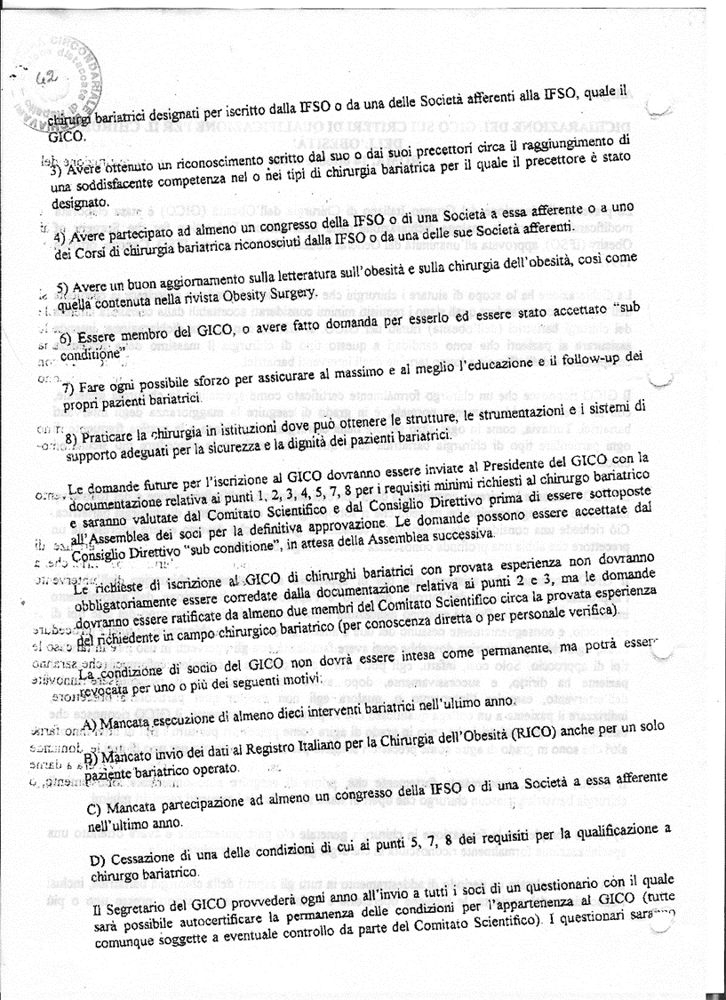 42
chirurgi bariatrici designati per iscritto dalla IFSO o da una delle Società afferenti alla IFSO, quale il
GICO.
3) Avere ottenuto un riconoscimento scritto dal suo o dai suoi precettori circa il raggiungimento di
una soddisfacente competenza nel o nei tipi di chirurgia bariatrica per il quale il precettore è stato
designato.
4) Avere partecipato ad almeno un congresso della IFSO o di una Società a essa afferente o a uno
dei Corsi di chirurgia bariatrica riconosciuti dalla IFSO o da una delle sue Società afferenti.
5) Avere un buon aggiornamento sulla letteratura sull'obesità e sulla chirurgia dell'obesità, così come
quella contenuta nella rivista Obesity Surgery.
6) Essere membro del GICO, o avere fatto domanda per esserlo ed essere stato accettato "sub
conditione"
7) Fare ogni possibile sforzo per assicurare al massimo e al meglio l'educazione e il follow-up dei
propri pazienti bariatrici.
8) Praticare la chirurgia in istituzioni dove può ottenere le strutture, le strumentazioni e i sistemi di
supporto adeguati per la sicurezza e la dignità dei pazienti bariatrici.
Le domande future per l'iscrizione al GICO dovranno essere inviate al Presidente del GICO con la
documentazione relativa ai punti 1, 2, 3, 4, 5, 7, 8 per i requisiti minimi richiesti al chirurgo bariatrico
e saranno valutate dal Comitato Scientifico e dal Consiglio Direttivo prima di essere sottoposte
all'Assemblea dei soci per la definitiva approvazione. Le domande possono essere accettate dal
Consiglio Direttivo "sub conditione", in attesa della Assemblea successiva.
Le richieste di iscrizione al GICO di chirurghi bariatrici con provata esperienza non dovranno
obbligatoriamente essere corredate dalla documentazione relativa ai punti 2 e 3, ma le domande
dovranno essere ratificate da almeno due membri del Comitato Scientifico circa la provata esperienza
del richiedente in campo chirurgico bariatrico (per conoscenza diretta o per personale verifica).
La condizione di socio del GICO non dovrà essere intesa come permanente, ma potrà esser
revocata per uno o più dei seguenti motivi:
A) Mancata esecuzione di almeno dieci interventi bariatrici nell'ultimo anno.
B) Mancato invio dei dati al Registro Italiano per la Chirurgia dell'Obesità (RICO) anche per un solo
paziente bariatrico operato.
C) Mancata partecipazione ad almeno un congresso della IFSO o di una Società a essa afferente
nell'ultimo anno.
D) Cessazione di una delle condizioni di cui ai punti 5, 7, 8 dei requisiti per la qualificazione a
chirurgo bariatrico.
Il Segretario del GICO provvederà ogni anno all'invio a tutti i soci di un questionario con il quale
sarà possibile autocertificare la permanenza delle condizioni per l'appartenenza al GICO (tutte
comunque soggette a eventuale controllo da parte del Comitato Scientifico). I questionari saranno